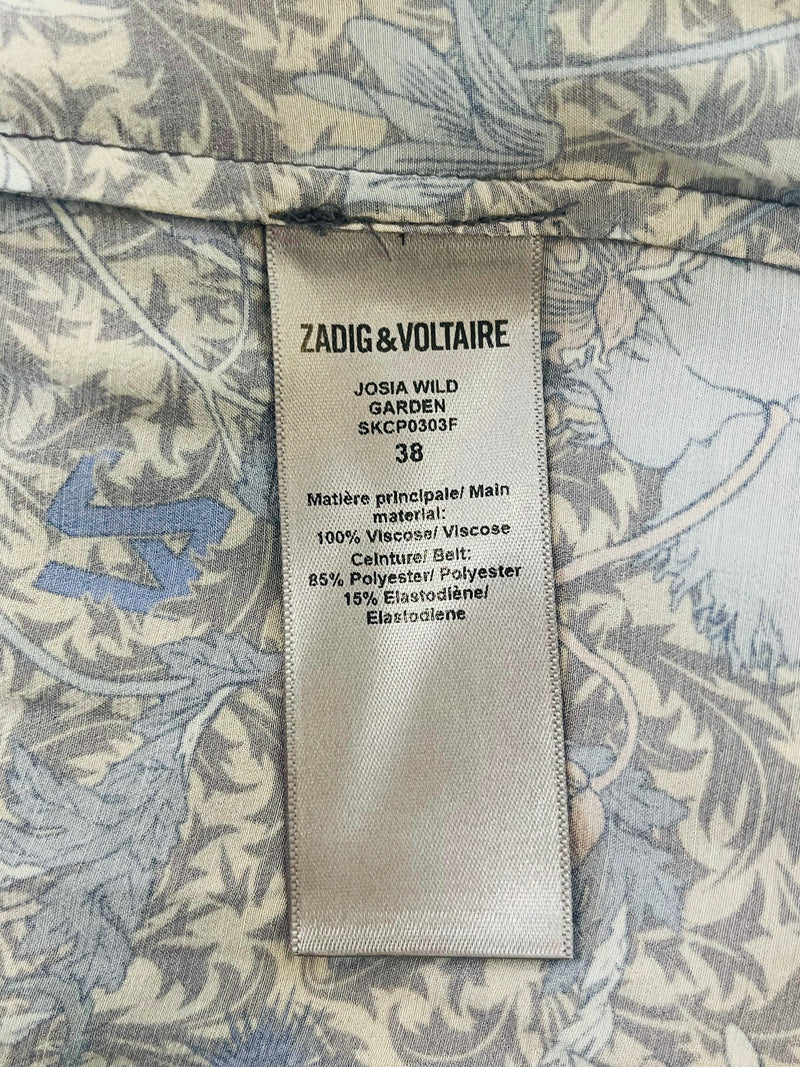 ZADIG&VOLTAIRE
JOSIA WILD
GARDEN
SKCP0303F
38
Matière principale/ Main
material:
100% Viscose/ Viscose
Ceinture/ Belt:
85% Polyester/ Polyester
15% Elastodiène/
Elastodiene